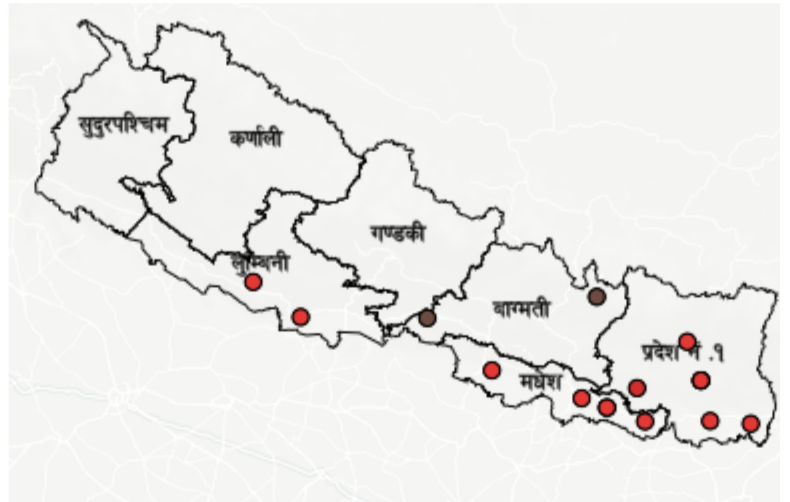 सुदुरपश्चिम
कर्णाली
गण्डकी
लुम्बिनी
बाग्मती
प्रदेश नं .१
मधेश